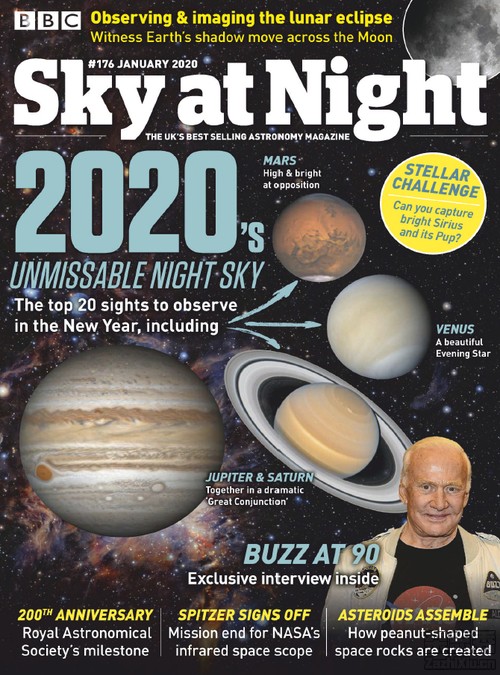 BBC
Observing & imaging the lunar eclipse
Witness Earth's shadow move across the Moon
#176 JANUARY 2020
Sky at Night
THE UK'S BEST SELLING ASTRONOMY MAGAZINE
2020's
UNMISSABLE NIGHT SKY
The top 20 sights to observe
in the New Year, including
MARS
High & bright
at opposition
STELLAR
CHALLENGE
Can you capture
bright Sirius
and its Pup?
VENUS
A beautiful
Evening Star
JUPITER & SATURN
Together in a dramatic
'Great Conjunction'
BUZZ AT 90
Exclusive interview inside
200TH ANNIVERSARY
Royal Astronomical
Society's milestone
SPITZER SIGNS OFF
Mission end for NASA's
infrared space scope
ASTEROIDS ASSEMBLE
How peanut-shaped
space rocks are created